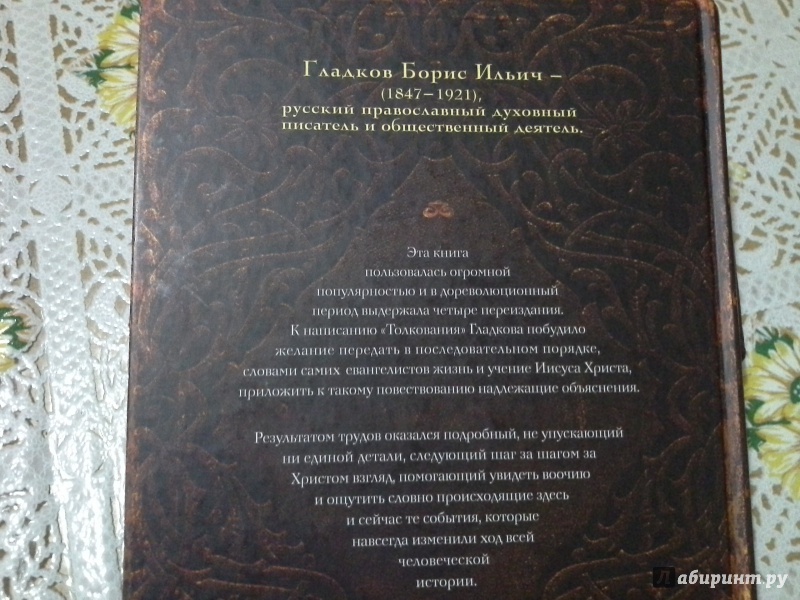 Гладков Борис Ильич –
(1847–1921),
русский православный духовный
писатель и общественный деятель.
Эта книга
пользовалась огромной
популярностью и в дореволюционный
период выдержала четыре переиздания.
К написанию «Толкования» Гладкова побудило
желание передать в последовательном порядке,
словами самих евангелистов жизнь и учение Иисуса Христа,
приложить к такому повествованию надлежащие объяснения.
Результатом трудов оказался подробный, не упускающий
ни единой детали, следующий шаг за шагом за
Христом взгляд, помогающий увидеть воочию
и ощутить словно происходящие здесь
и сейчас те события, которые
навсегда изменили ход всей
человеческой
истории.
Лабиринт.ру